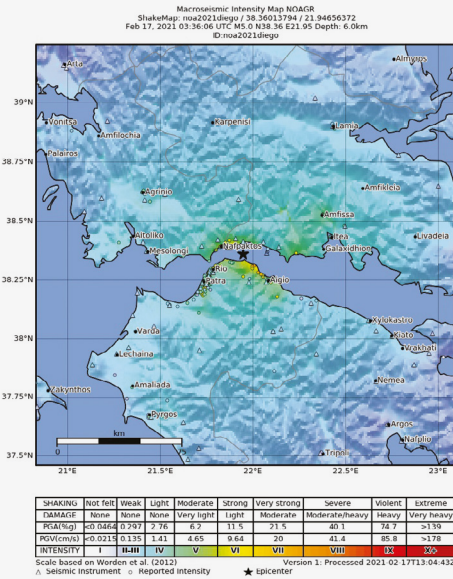 Macroseismic Intensity Map NOAGR
ShakeMap: noa2021diego / 38.36013794 / 21.94656372
Feb 17, 2021 03:36:06 UTC M5.0 N38.36 E21.95 Depth: 6.0km
ID:noa2021diego
Arta
Almyros
39°N
Vonitsa
Karpenisi
Lamia
Amfilochia
38.75°N
Palairos
Agrinio
Amfikleia
38.5°N
Amfissa
Aitoliko
Nafpaktos
Itea
Livadeia
Mesolongi
Galaxidhion
38.25°N
Rio
Patra
Aigio
Xylokastro
38°N
Varda
Kiato
Vrakhati
Lechaina
Zakynthos
Amaliada
Nemea
37.75°N
Pyrgos
Argos
km
Nafplio
37.5°N
0
75
Tripoli
21°E
21.5°E
22°E
22.5°E
23°E
SHAKING Not felt Weak Light Moderate Strong Very strong Severe Violent Extreme
DAMAGE None None None Very light Light Moderate Moderate/heavy Heavy Very heavy
PGA(%g) <0.0464 0.297 2.76 6.2 11.5 21.5 40.1 74.7 >139
PGV(cm/s) <0.0215 0.135 1.41 4.65 9.64 20 41.4 85.8 >178
INTENSITY I II-III IV V VI VII VIII IX X+
Scale based on Worden et al. (2012)
Version 1: Processed 2021-02-17T13:04:43Z
△ Seismic Instrument ○ Reported Intensity ★ Epicenter